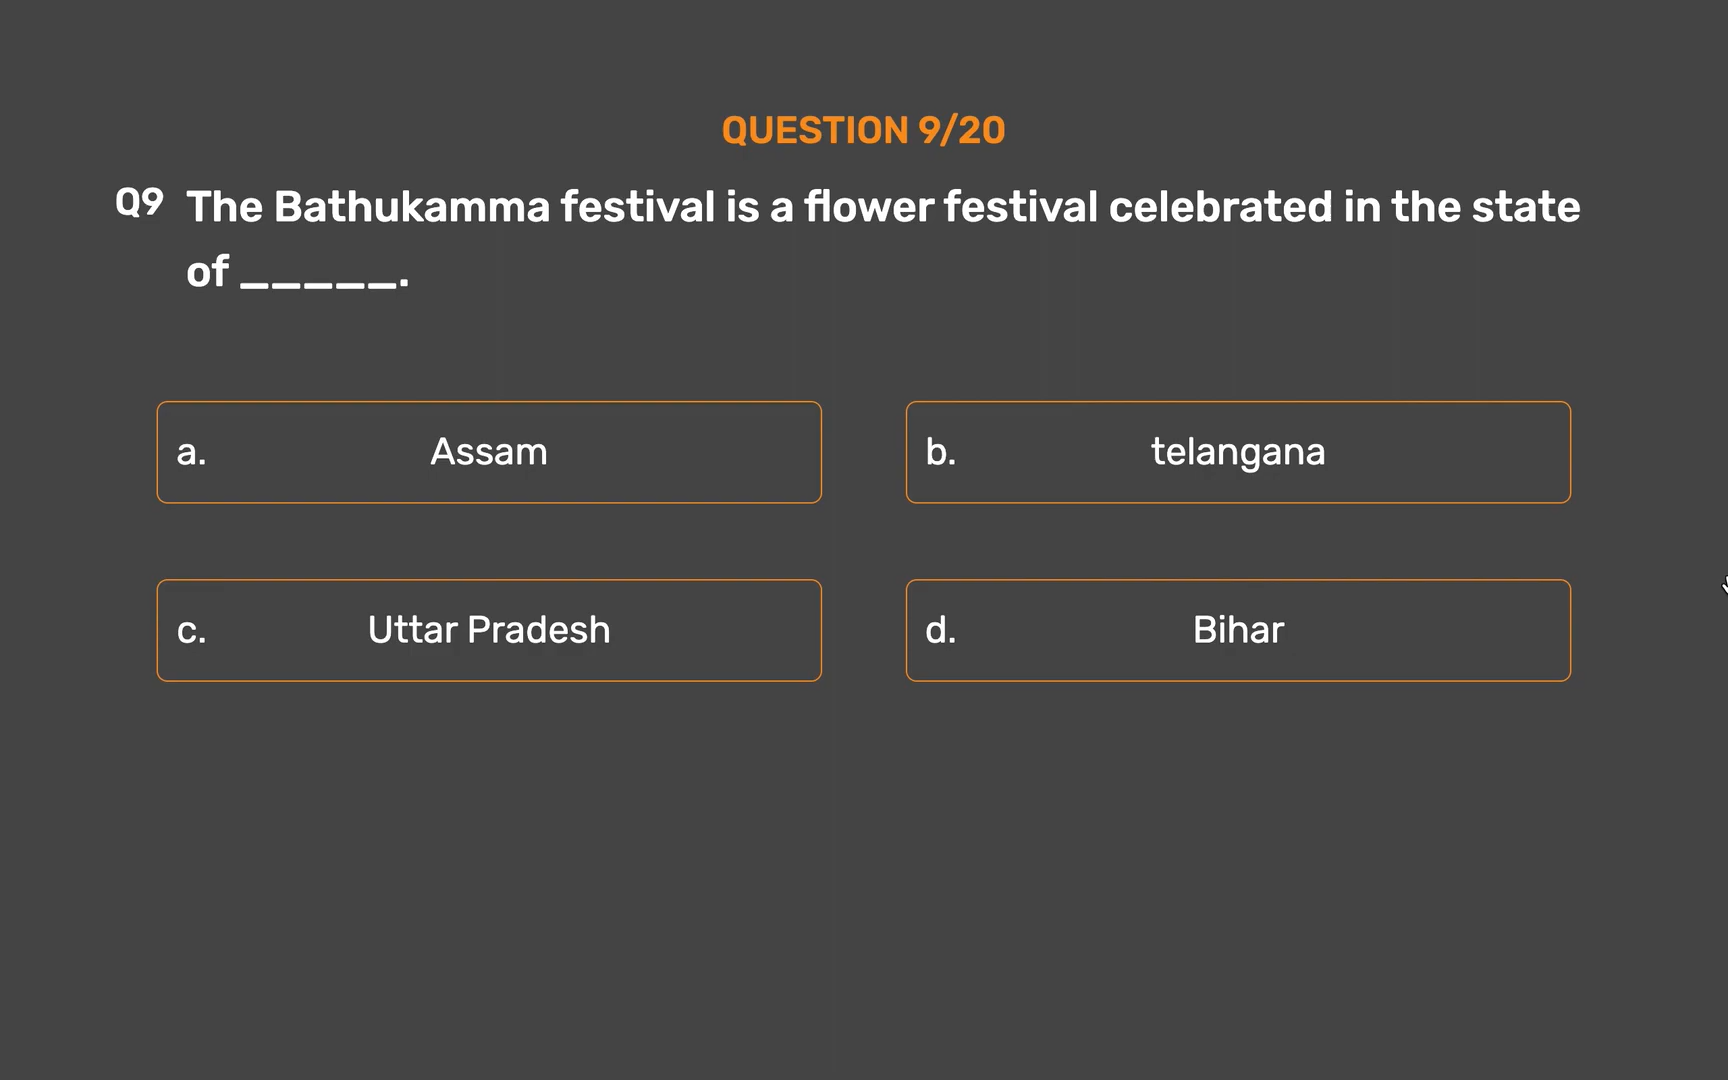 QUESTION 9/20
Q9 The Bathukamma festival is a flower festival celebrated in the state
of _____.
a. Assam
b. telangana
c. Uttar Pradesh
d. Bihar